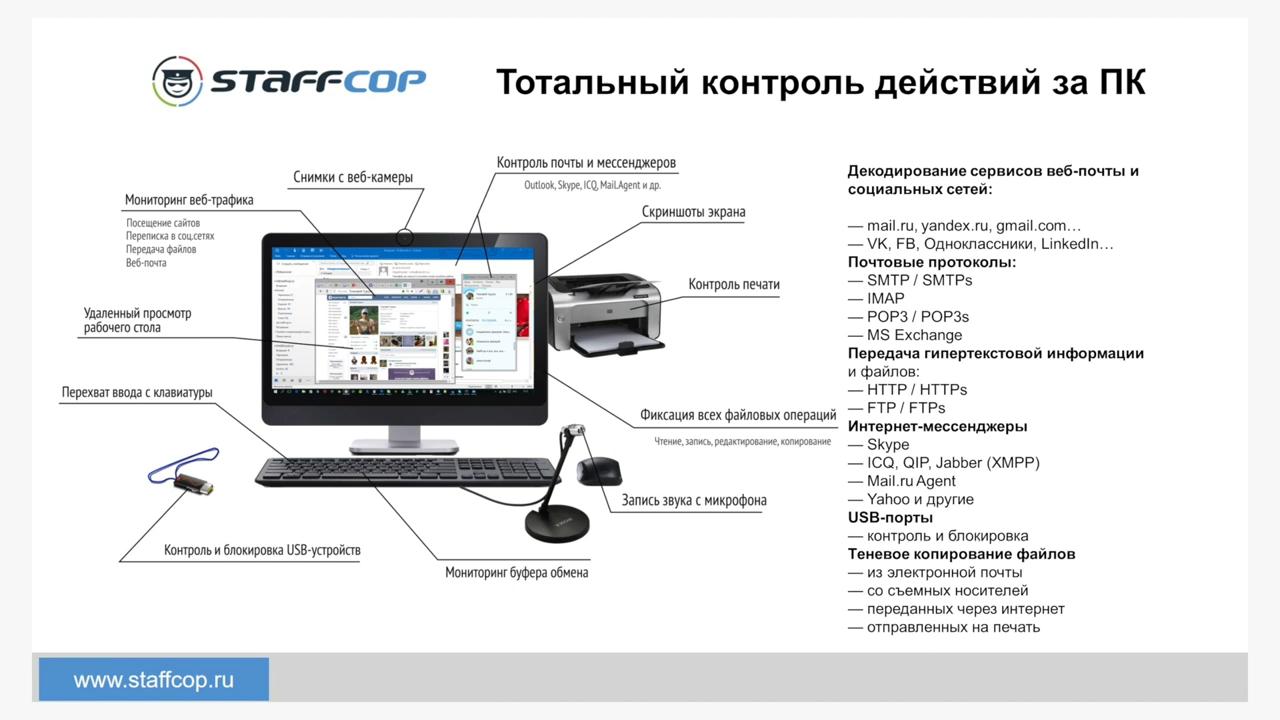 STAFFCOP
Тотальный контроль действий за ПК
Контроль почты и мессенджеров
Outlook, Skype, ICQ, Mail.Agent и др.
Снимки с веб-камеры
Мониторинг веб-трафика
Посещение сайтов
Переписка в соц.сетях
Передача файлов
Веб-почта
Скриншоты экрана
Контроль печати
Удаленный просмотр
рабочего стола
Перехват ввода с клавиатуры
Фиксация всех файловых операций
Чтение, запись, редактирование, копирование
Запись звука с микрофона
Контроль и блокировка USB-устройств
Мониторинг буфера обмена
Декодирование сервисов веб-почты и
социальных сетей:
— mail.ru, yandex.ru, gmail.com…
— VK, FB, Одноклассники, LinkedIn…
Почтовые протоколы:
— SMTP / SMTPs
— IMAP
— POP3 / POP3s
— MS Exchange
Передача гипертекстовой информации
и файлов:
— HTTP / HTTPs
— FTP / FTPs
Интернет-мессенджеры
— Skype
— ICQ, QIP, Jabber (XMPP)
— Mail.ru Agent
— Yahoo и другие
USB-порты
— контроль и блокировка
Теневое копирование файлов
— из электронной почты
— со съемных носителей
— переданных через интернет
— отправленных на печать
www.staffcop.ru